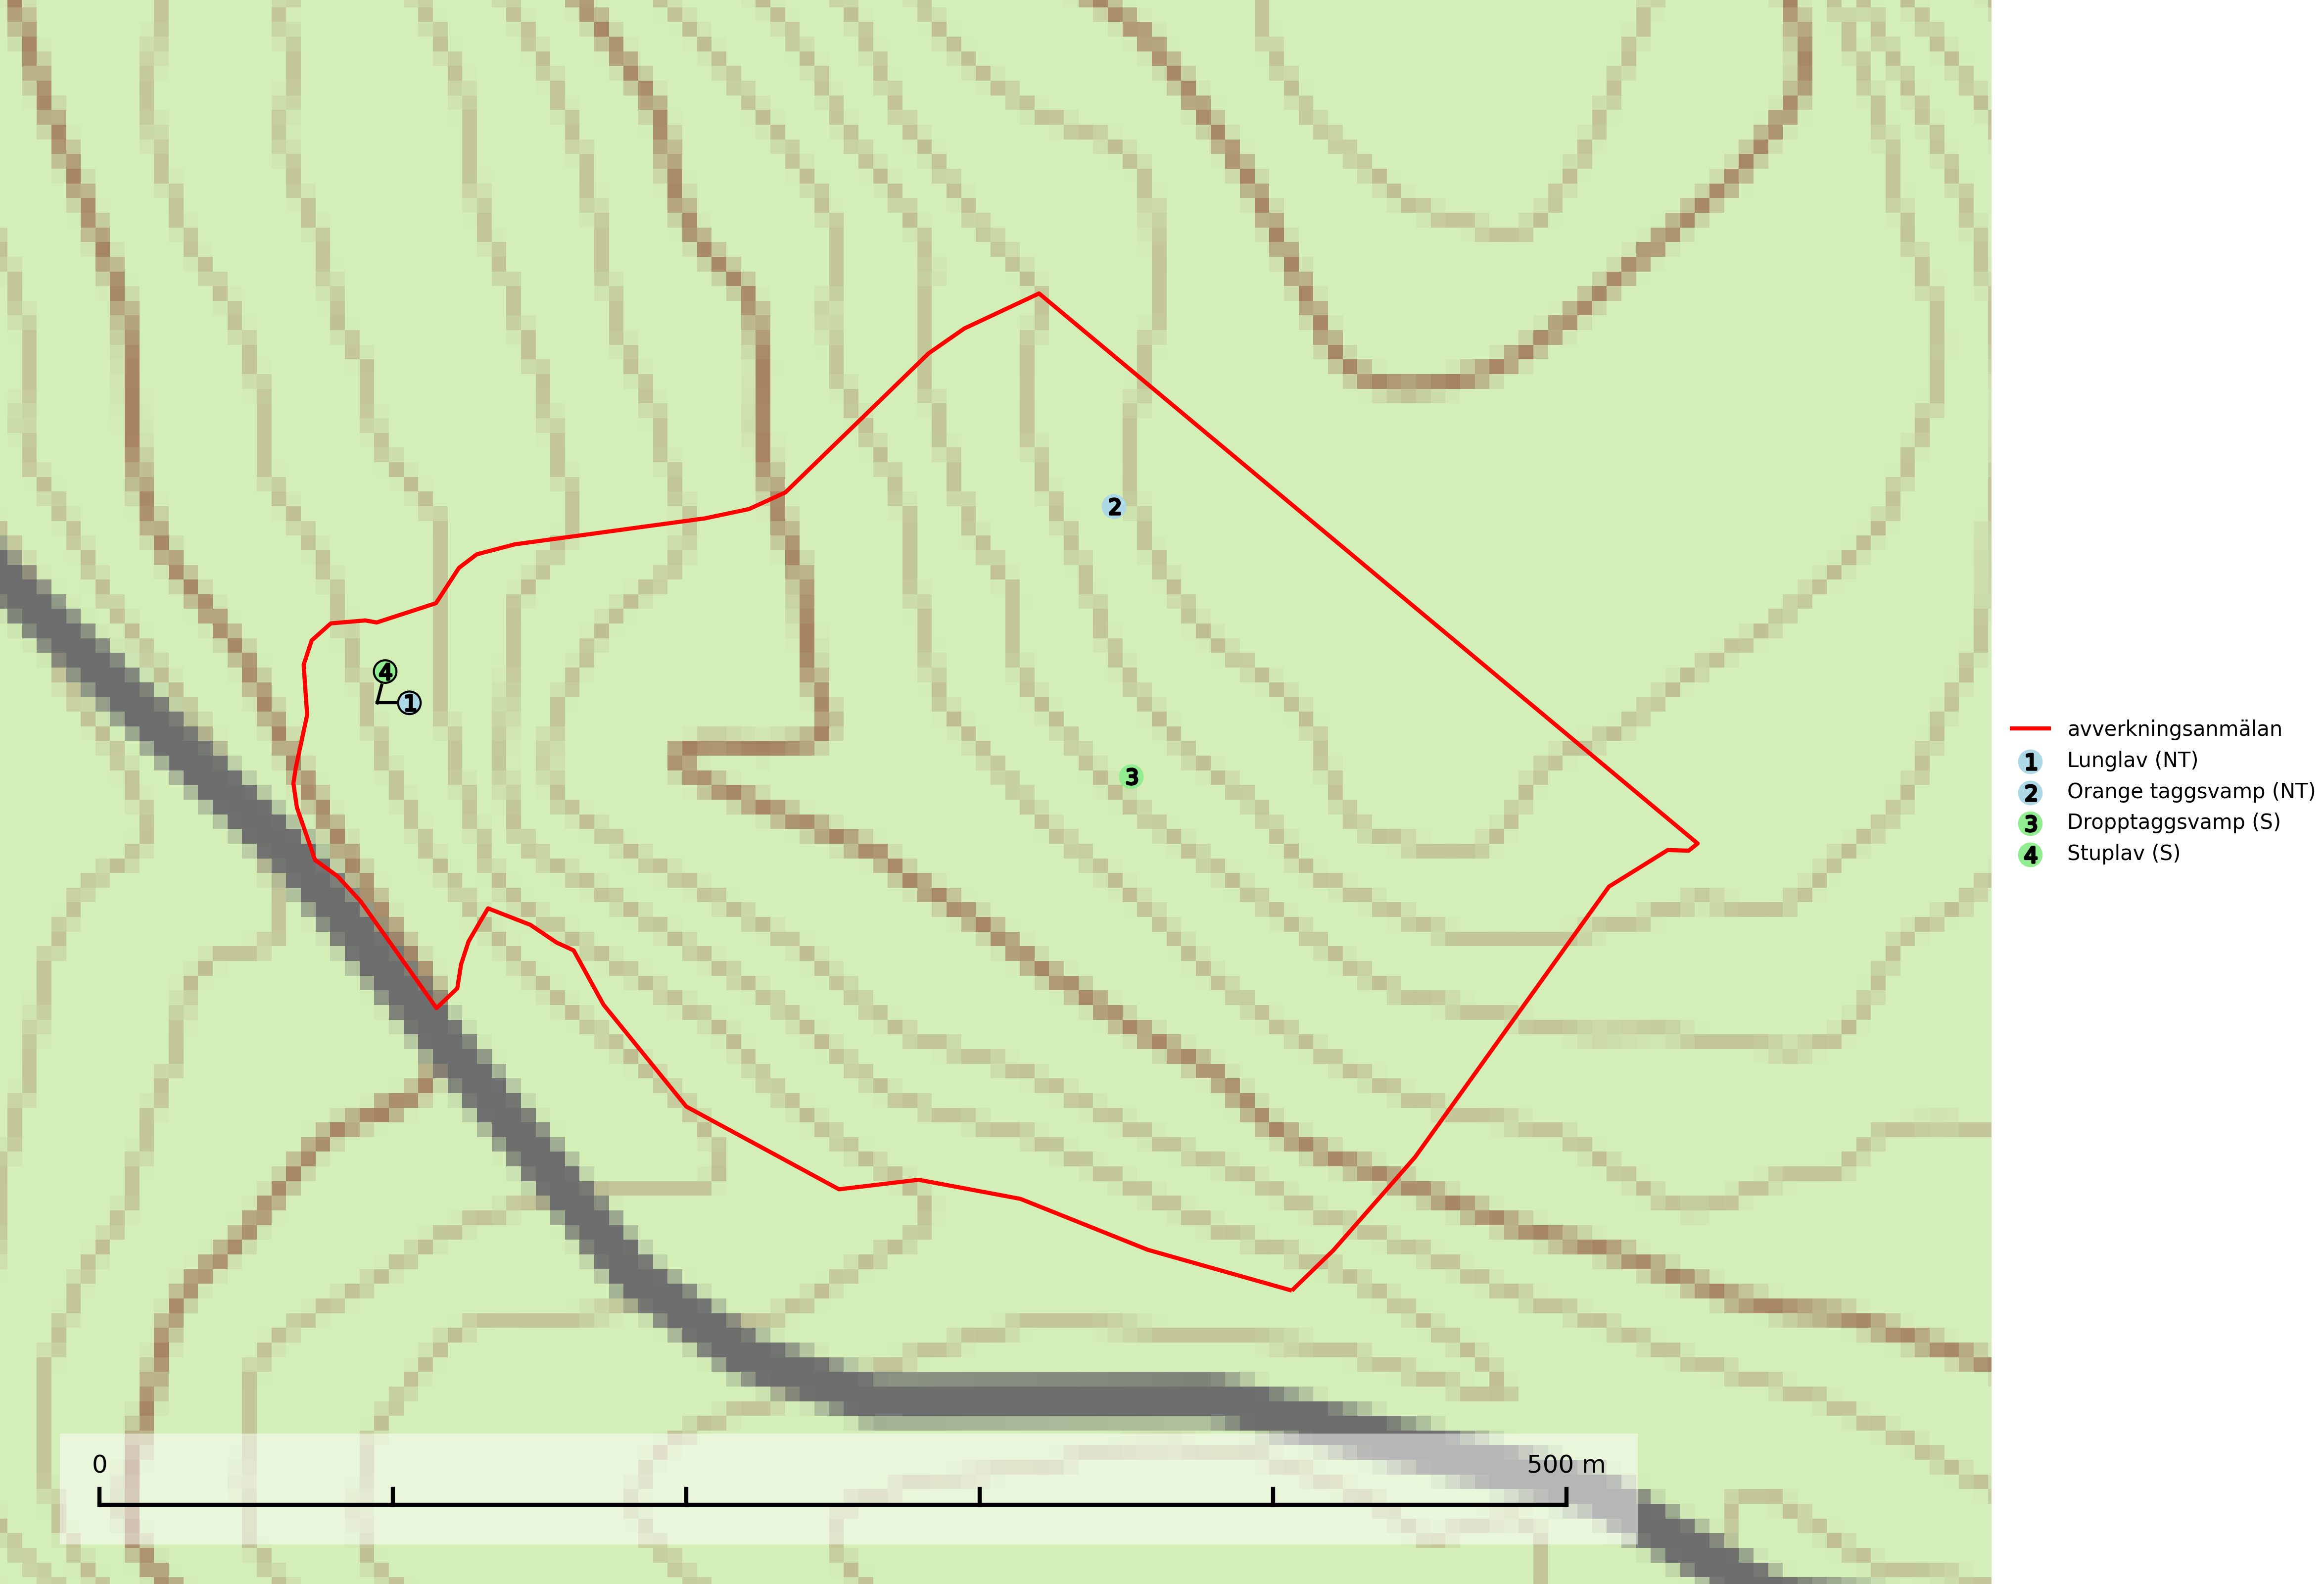 2
4
1
3
avverkningsanmälan
1 Lunglav (NT)
2 Orange taggsvamp (NT)
3 Dropptaggsvamp (S)
4 Stuplav (S)
0 500 m